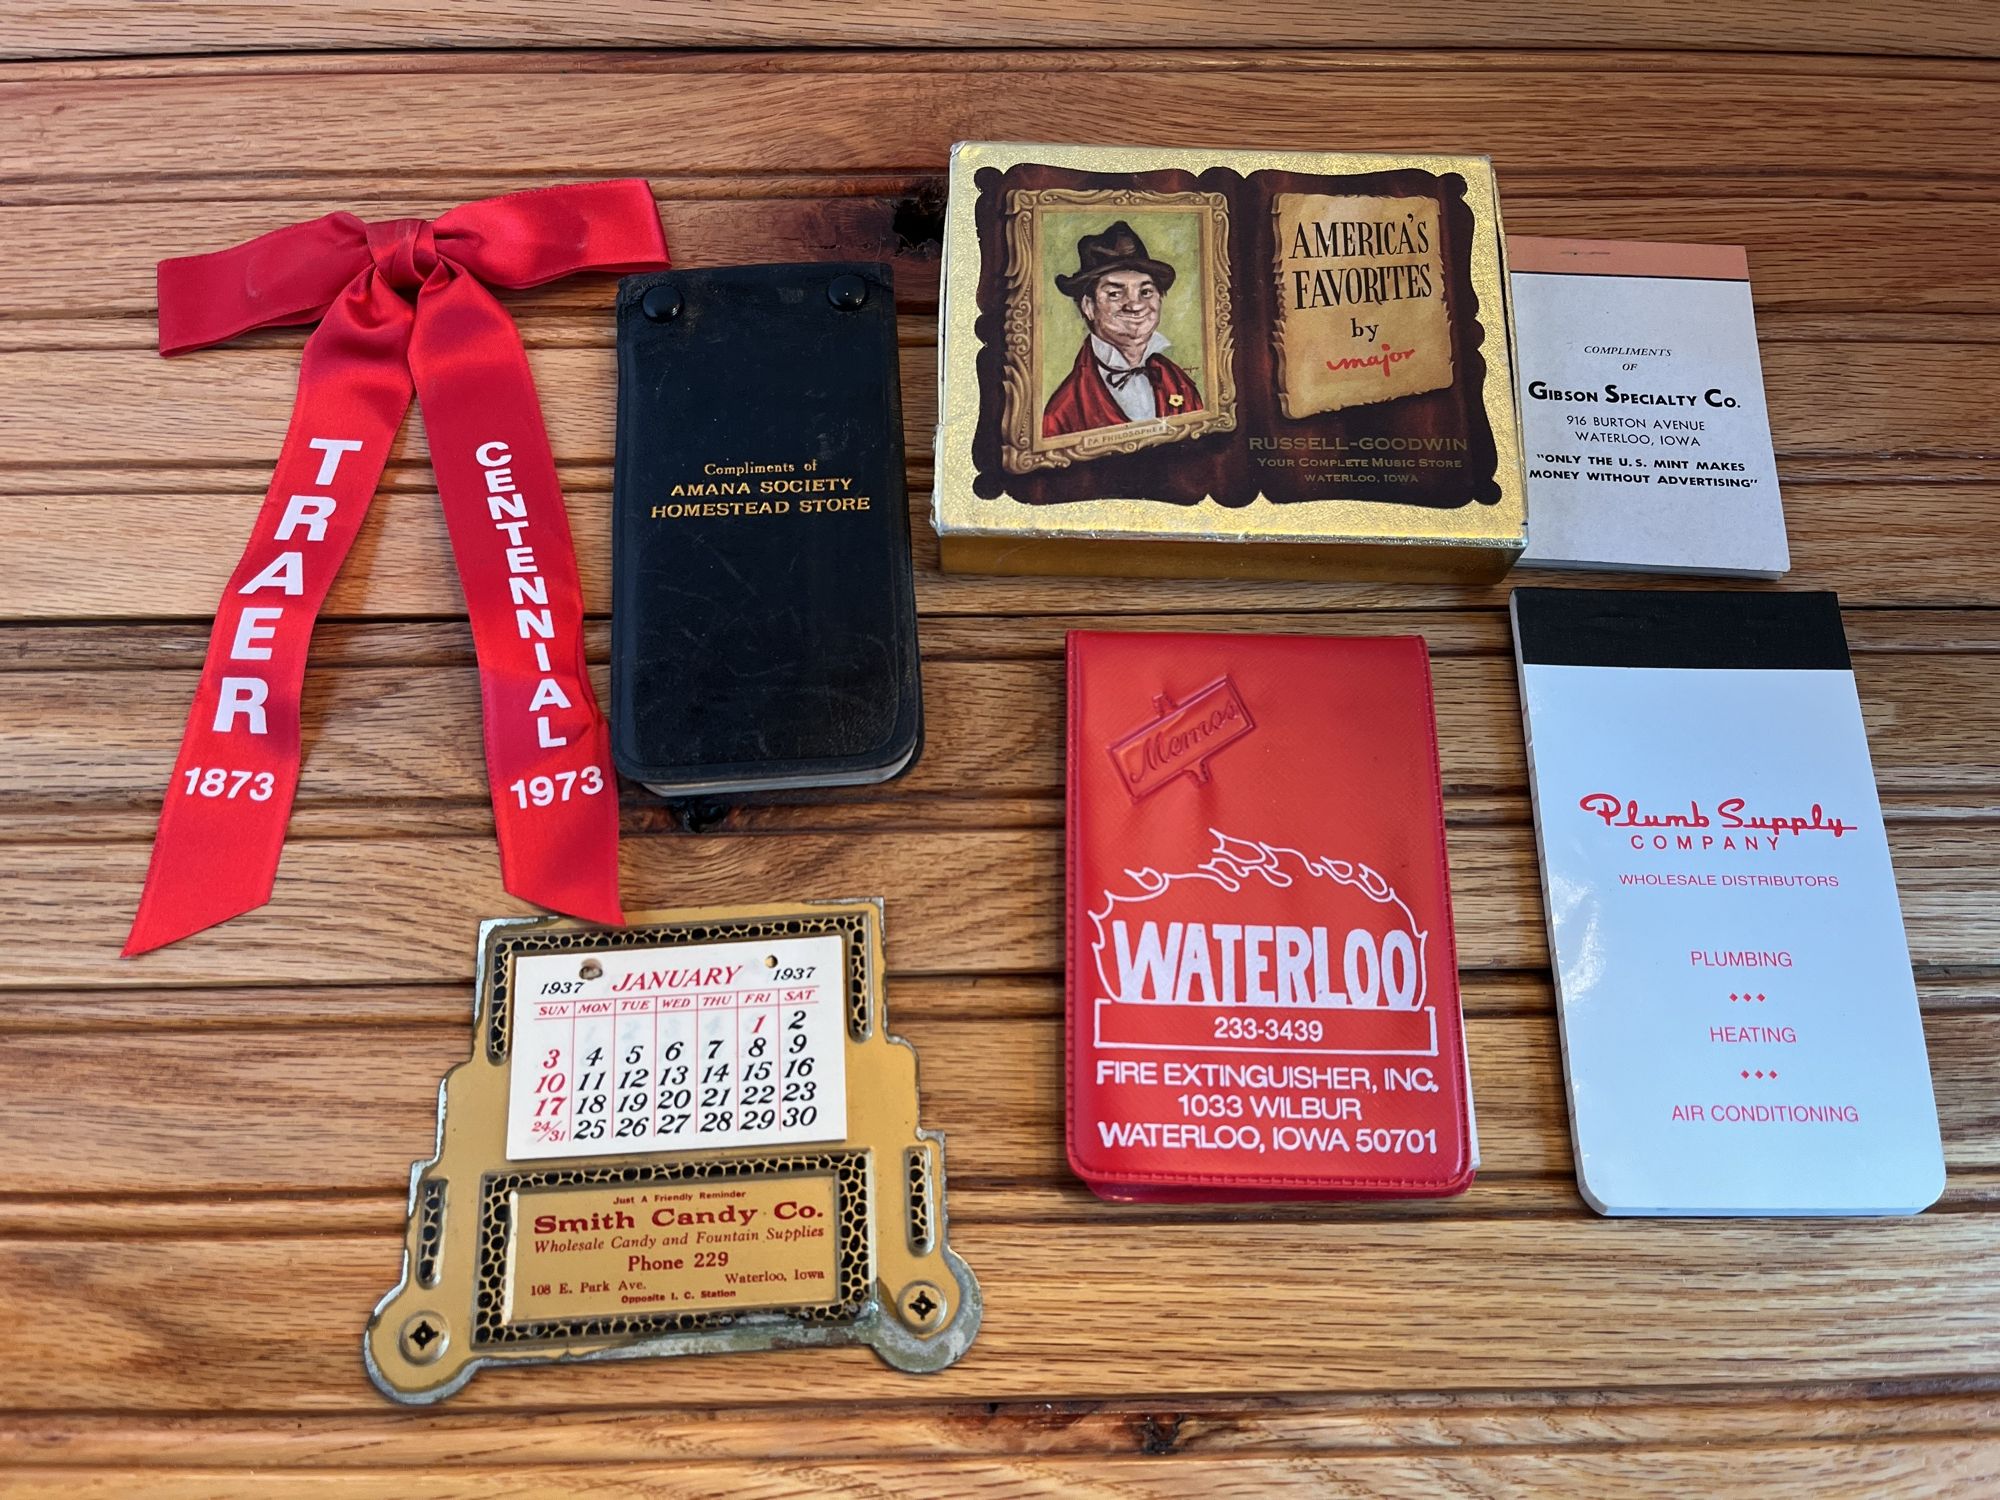 TRAER
1873
CENTENNIAL
1973
Compliments of
AMANA SOCIETY
HOMESTEAD STORE
PA PHILOSOPHER
AMERICA'S
FAVORITES
by
major
RUSSELL-GOODWIN
YOUR COMPLETE MUSIC STORE
WATERLOO, IOWA
COMPLIMENTS
OF
GIBSON SPECIALTY CO.
916 BURTON AVENUE
WATERLOO, IOWA
"ONLY THE U.S. MINT MAKES
MONEY WITHOUT ADVERTISING"
1937 JANUARY 1937
SUN MON TUE WED THU FRI SAT
1 2
3 4 5 6 7 8 9
10 11 12 13 14 15 16
17 18 19 20 21 22 23
24/31 25 26 27 28 29 30
Just A Friendly Reminder
Smith Candy Co.
Wholesale Candy and Fountain Supplies
Phone 229
108 E. Park Ave. Waterloo, Iowa
Opposite I. C. Station
Memos
WATERLOO
233-3439
FIRE EXTINGUISHER, INC.
1033 WILBUR
WATERLOO, IOWA 50701
Plumb Supply
COMPANY
WHOLESALE DISTRIBUTORS
PLUMBING
HEATING
AIR CONDITIONING